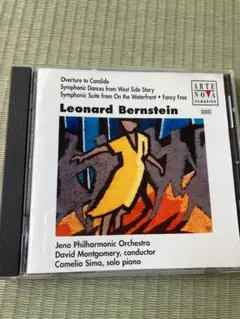 Overture to Candide
Symphonic Dances from West Side Story
Symphonic Suite from On the Waterfront • Fancy Free
Leonard Bernstein
ARTE
NOVA
CLASSICS
DDD
Jena Philharmonic Orchestra
David Montgomery, conductor
Camelia Sima, solo piano